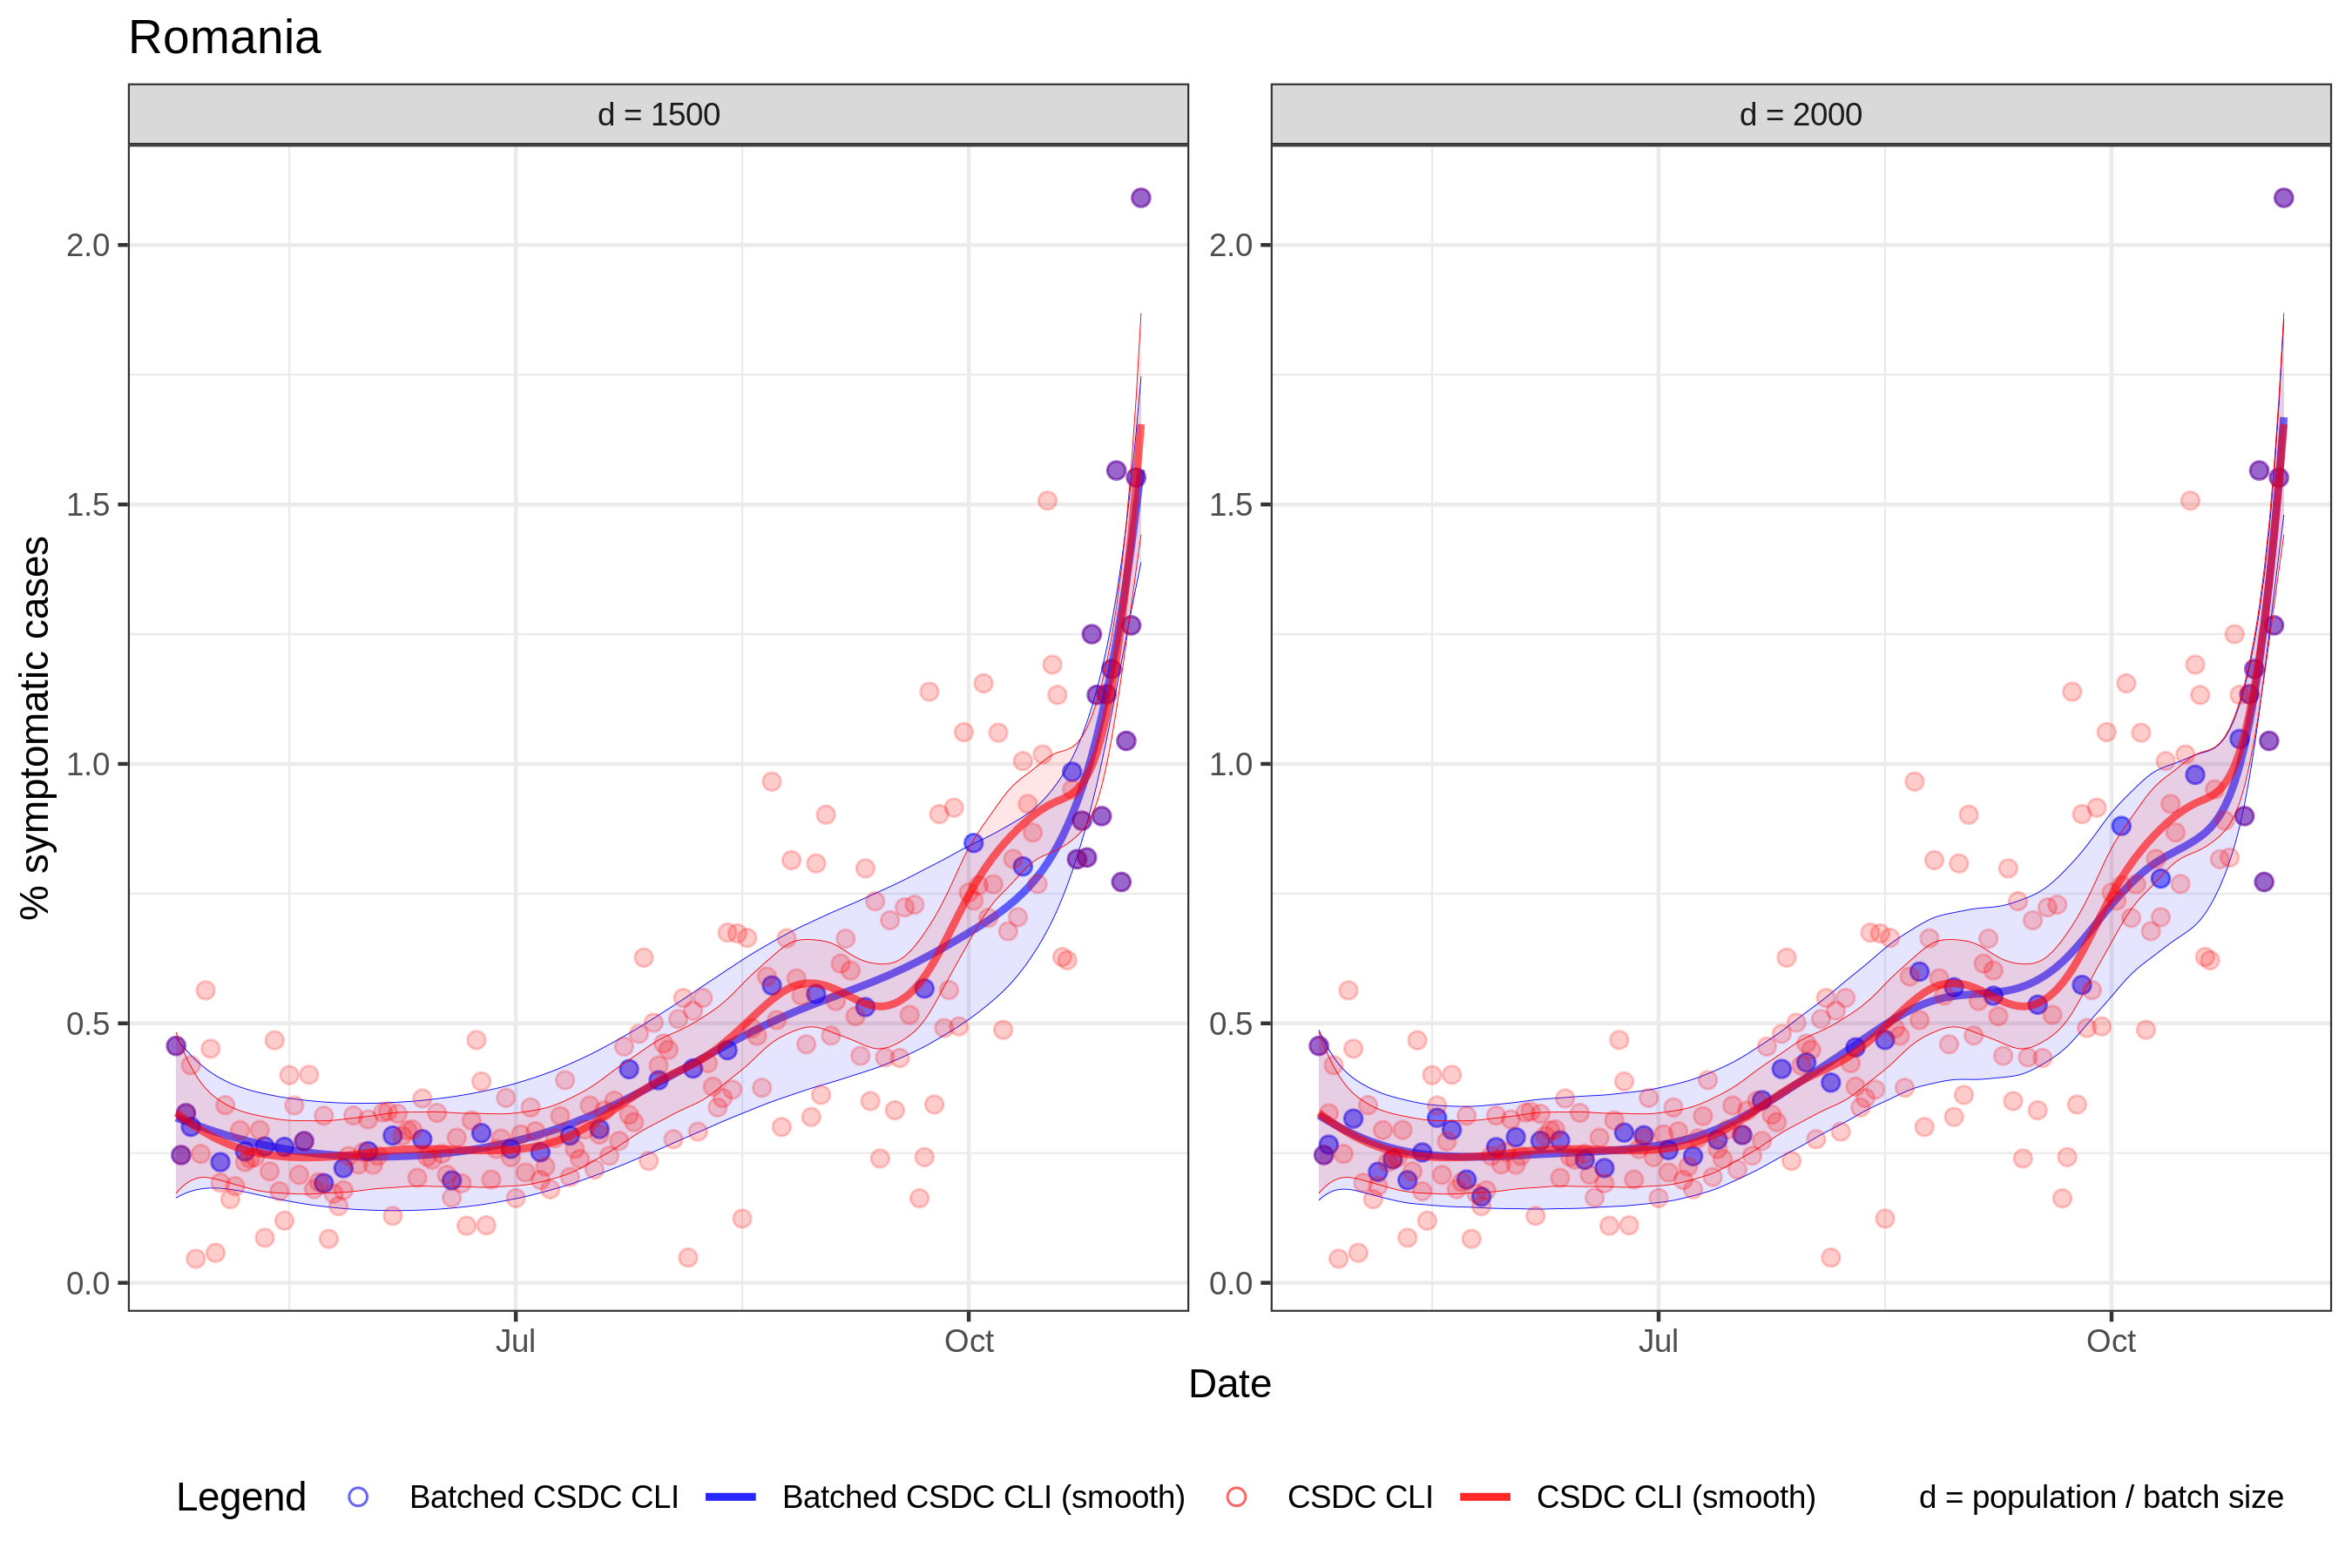 Romania
d = 1500
d = 2000
% symptomatic cases
2.0
1.5
1.0
0.5
0.0
2.0
1.5
1.0
0.5
0.0
Jul
Oct
Jul
Oct
Date
Legend
Batched CSDC CLI
Batched CSDC CLI (smooth)
CSDC CLI
CSDC CLI (smooth)
d = population / batch size